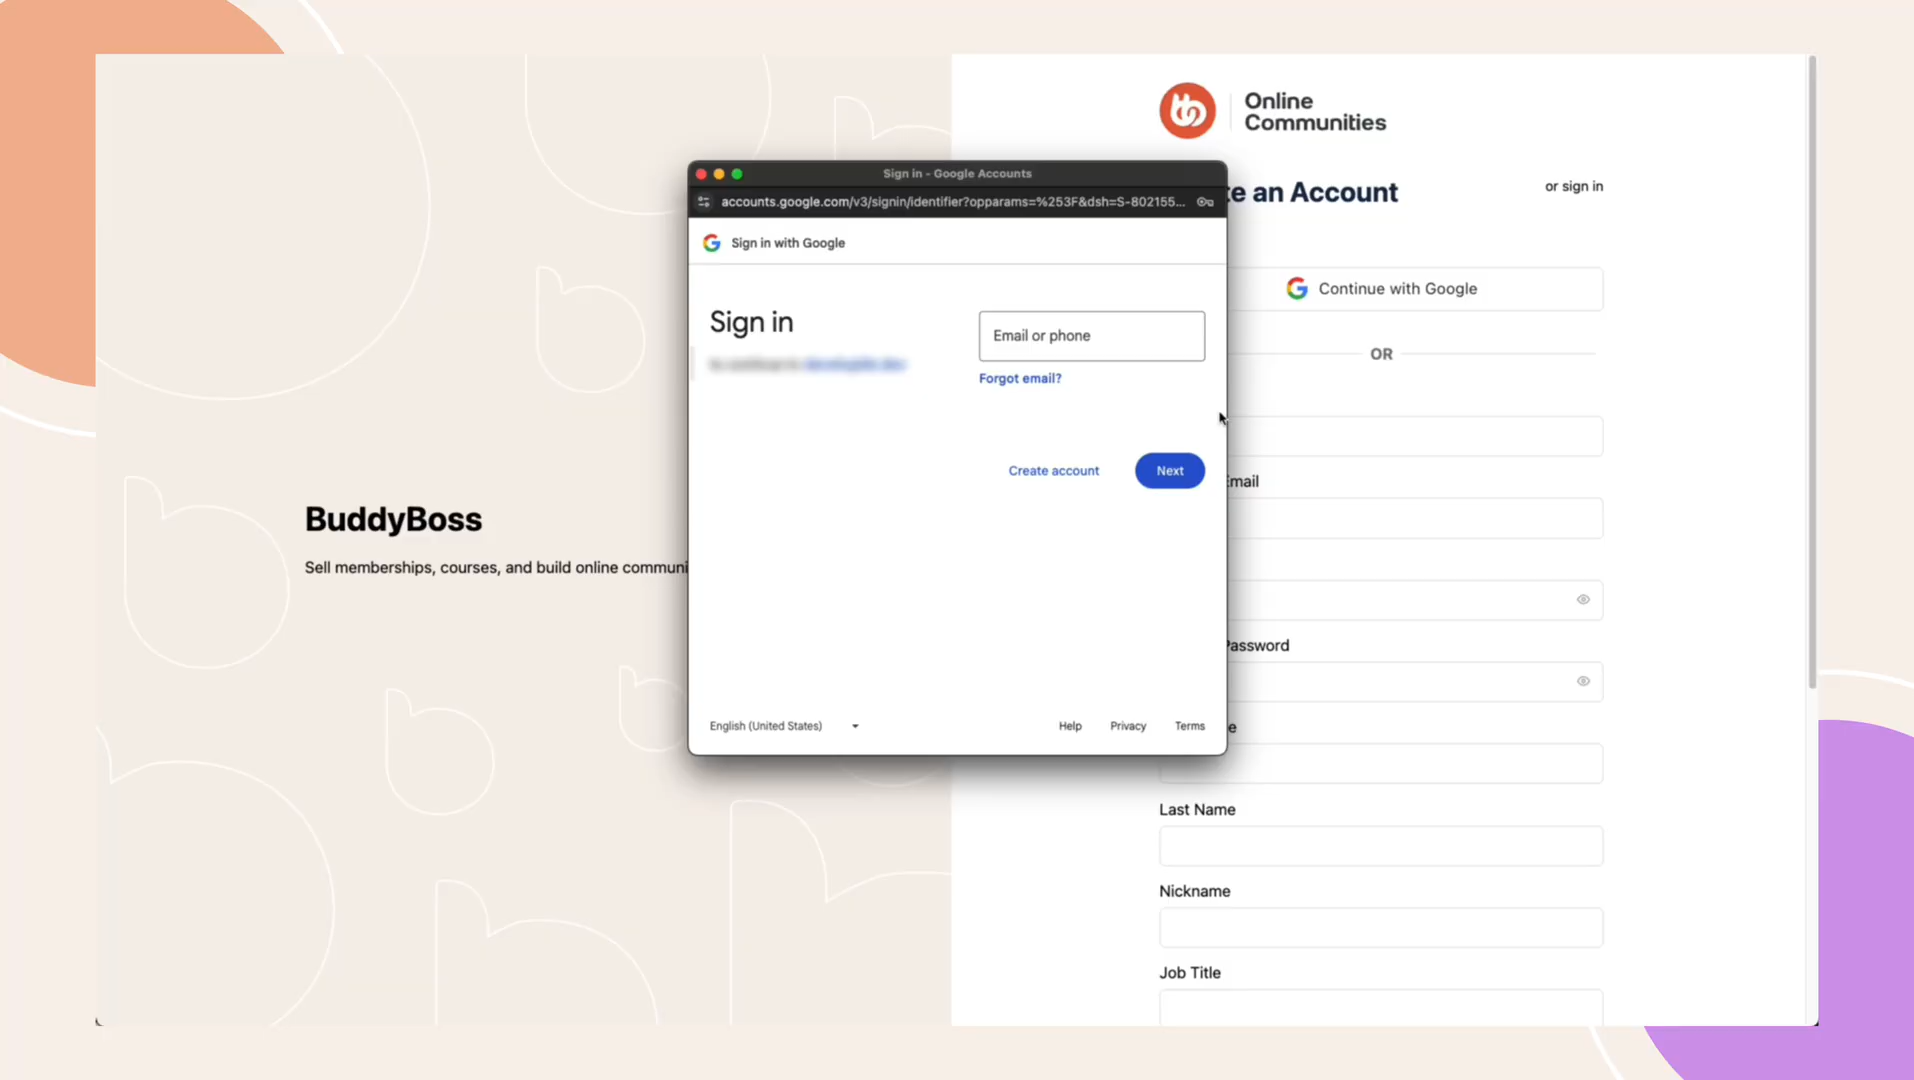 Online
Communities
te an Account
or sign in
Continue with Google
OR
Email
Password
e
Last Name
Nickname
Job Title
BuddyBoss
Sell memberships, courses, and build online communi
Sign in - Google Accounts
accounts.google.com/v3/signin/identifier?opparams=%253F&dsh=S-802155...
Sign in with Google
Sign in
Email or phone
Forgot email?
Create account
Next
English (United States)
Help
Privacy
Terms